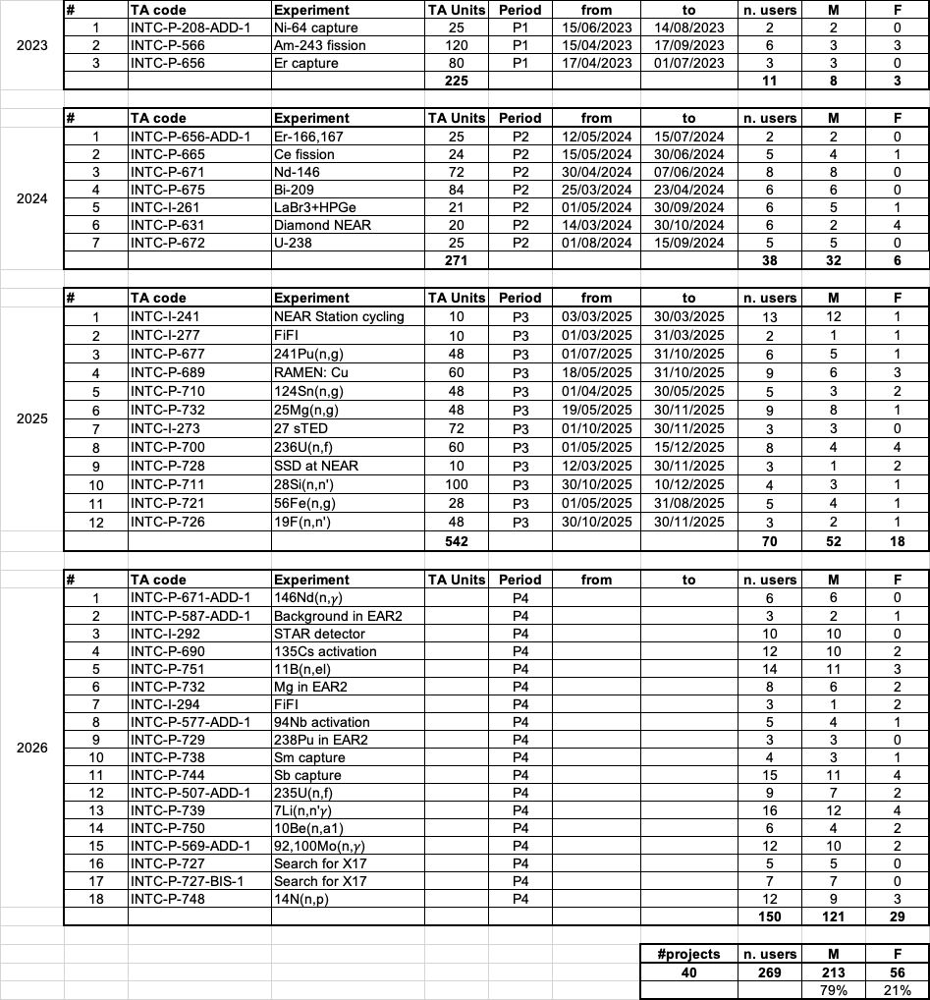 # TA code Experiment TA Units Period from to n. users M F
2023 1 INTC-P-208-ADD-1 Ni-64 capture 25 P1 15/06/2023 14/08/2023 2 2 0
2 INTC-P-566 Am-243 fission 120 P1 15/04/2023 17/09/2023 6 3 3
3 INTC-P-656 Er capture 80 P1 17/04/2023 01/07/2023 3 3 0
225 11 8 3
# TA code Experiment TA Units Period from to n. users M F
1 INTC-P-656-ADD-1 Er-166,167 25 P2 12/05/2024 15/07/2024 2 2 0
2 INTC-P-665 Ce fission 24 P2 15/05/2024 30/06/2024 5 4 1
3 INTC-P-671 Nd-146 72 P2 30/04/2024 07/06/2024 8 8 0
2024 4 INTC-P-675 Bi-209 84 P2 25/03/2024 23/04/2024 6 6 0
5 INTC-I-261 LaBr3+HPGe 21 P2 01/05/2024 30/09/2024 6 5 1
6 INTC-P-631 Diamond NEAR 20 P2 14/03/2024 30/10/2024 6 2 4
7 INTC-P-672 U-238 25 P2 01/08/2024 15/09/2024 5 5 0
271 38 32 6
# TA code Experiment TA Units Period from to n. users M F
1 INTC-I-241 NEAR Station cycling 10 P3 03/03/2025 30/03/2025 13 12 1
2 INTC-I-277 FiFI 10 P3 01/03/2025 31/03/2025 2 1 1
3 INTC-P-677 241Pu(n,g) 48 P3 01/07/2025 31/10/2025 6 5 1
4 INTC-P-689 RAMEN: Cu 60 P3 18/05/2025 31/10/2025 9 6 3
5 INTC-P-710 124Sn(n,g) 48 P3 01/04/2025 30/05/2025 5 3 2
6 INTC-P-732 25Mg(n,g) 48 P3 19/05/2025 30/11/2025 9 8 1
2025 7 INTC-I-273 27 sTED 72 P3 01/10/2025 30/11/2025 3 3 0
8 INTC-P-700 236U(n,f) 60 P3 01/05/2025 15/12/2025 8 4 4
9 INTC-P-728 SSD at NEAR 10 P3 12/03/2025 30/11/2025 3 1 2
10 INTC-P-711 28Si(n,n') 100 P3 30/10/2025 10/12/2025 4 3 1
11 INTC-P-721 56Fe(n,g) 28 P3 01/05/2025 31/08/2025 5 4 1
12 INTC-P-726 19F(n,n') 48 P3 30/10/2025 30/11/2025 3 2 1
542 70 52 18
# TA code Experiment TA Units Period from to n. users M F
1 INTC-P-671-ADD-1 146Nd(n,γ) P4 6 6 0
2 INTC-P-587-ADD-1 Background in EAR2 P4 3 2 1
3 INTC-I-292 STAR detector P4 10 10 0
4 INTC-P-690 135Cs activation P4 12 10 2
5 INTC-P-751 11B(n,el) P4 14 11 3
6 INTC-P-732 Mg in EAR2 P4 8 6 2
7 INTC-I-294 FiFI P4 3 1 2
8 INTC-P-577-ADD-1 94Nb activation P4 5 4 1
2026 9 INTC-P-729 238Pu in EAR2 P4 3 3 0
10 INTC-P-738 Sm capture P4 4 3 1
11 INTC-P-744 Sb capture P4 15 11 4
12 INTC-P-507-ADD-1 235U(n,f) P4 9 7 2
13 INTC-P-739 7Li(n,n'γ) P4 16 12 4
14 INTC-P-750 10Be(n,a1) P4 6 4 2
15 INTC-P-569-ADD-1 92,100Mo(n,γ) P4 12 10 2
16 INTC-P-727 Search for X17 P4 5 5 0
17 INTC-P-727-BIS-1 Search for X17 P4 7 7 0
18 INTC-P-748 14N(n,p) P4 12 9 3
150 121 29
#projects n. users M F
40 269 213 56
79% 21%